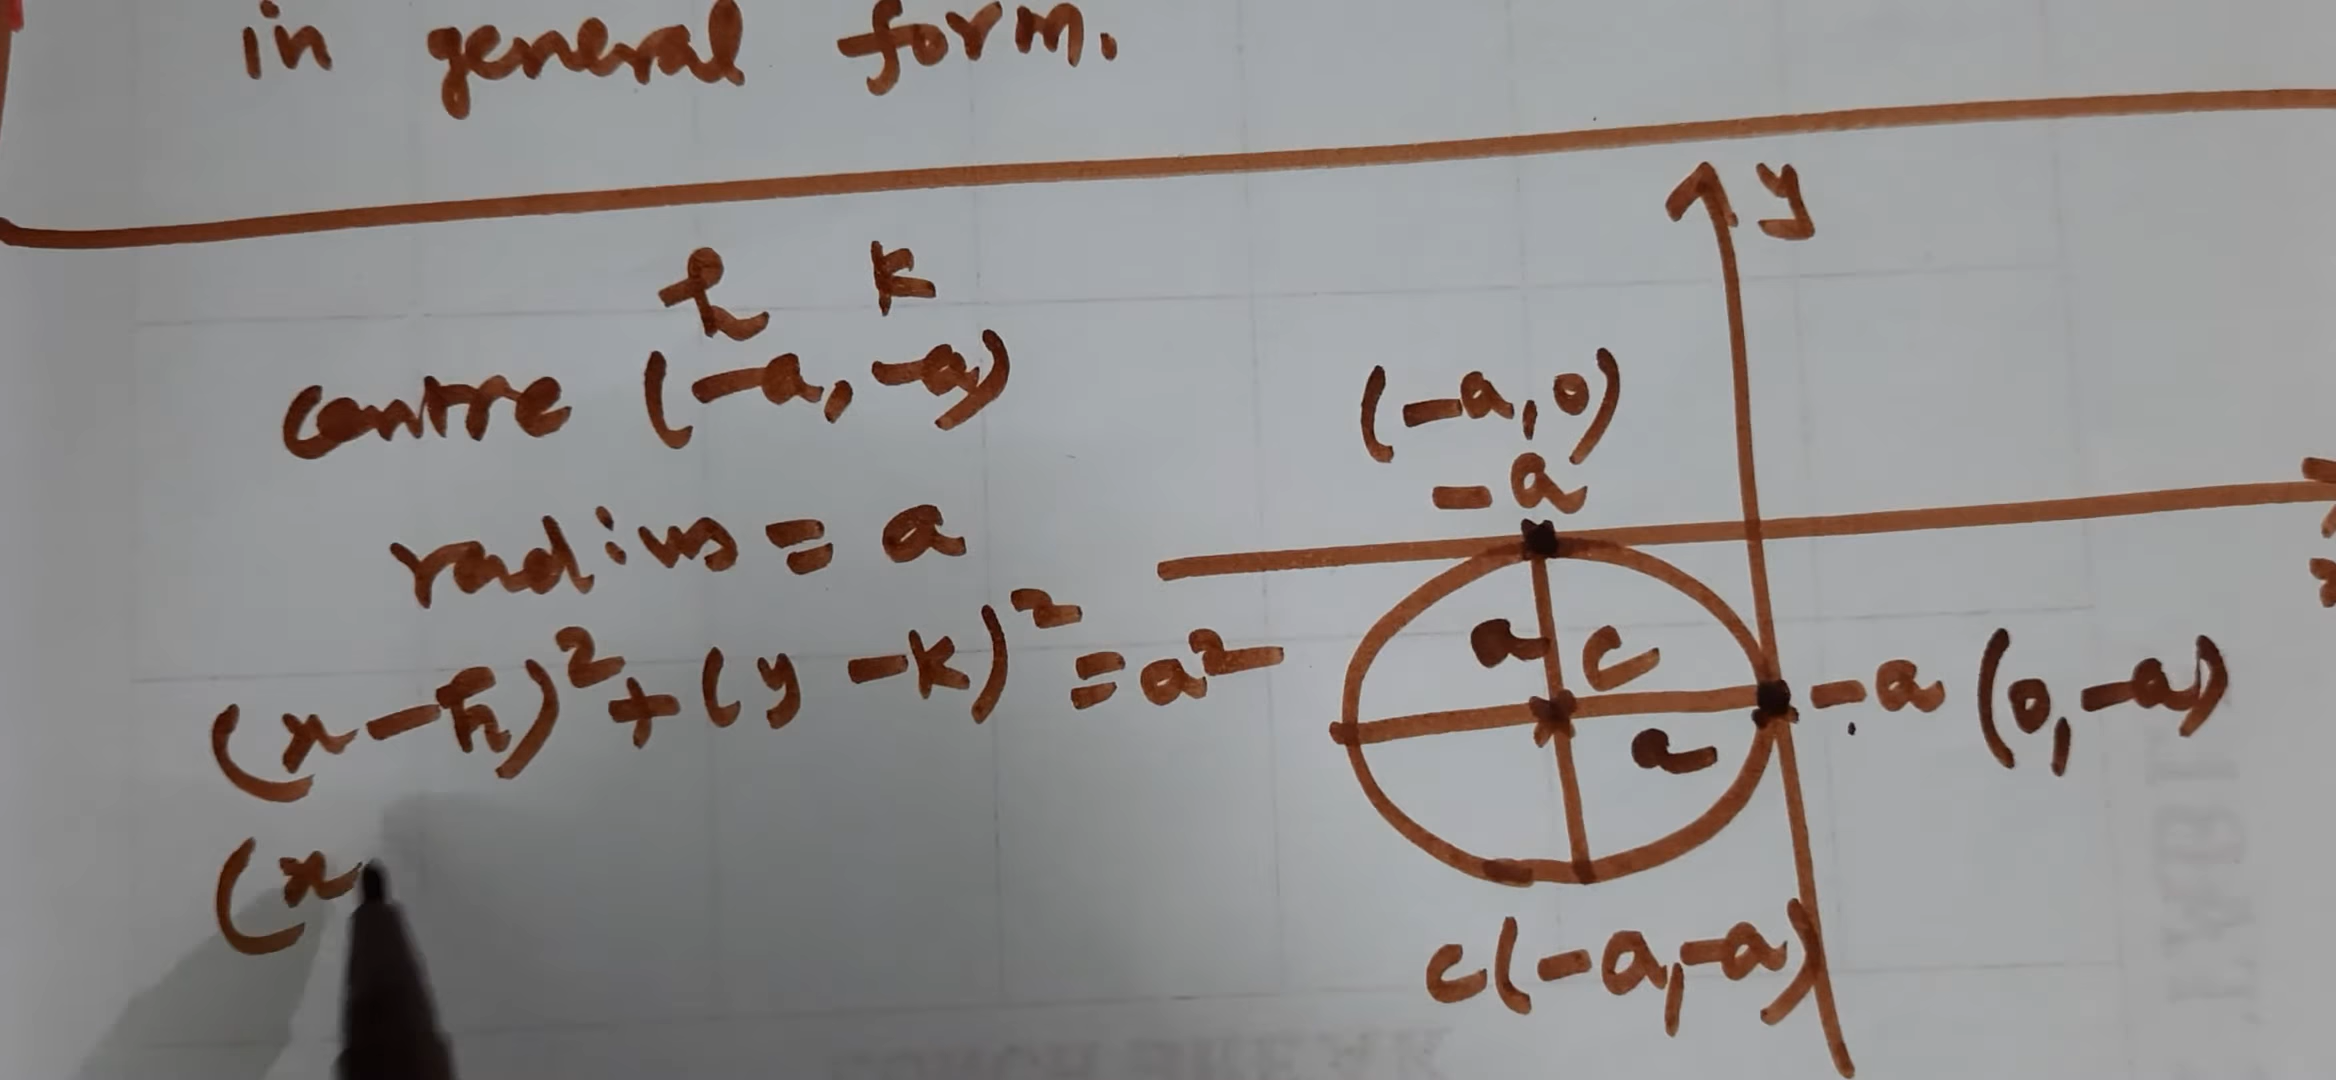 in general form.
h k
centre (-a, -a)
radius = a
(x-h)² + (y-k)² = a²
(x
y
(-a, 0)
-a
a c
a
-a (0, -a)
c(-a, -a)